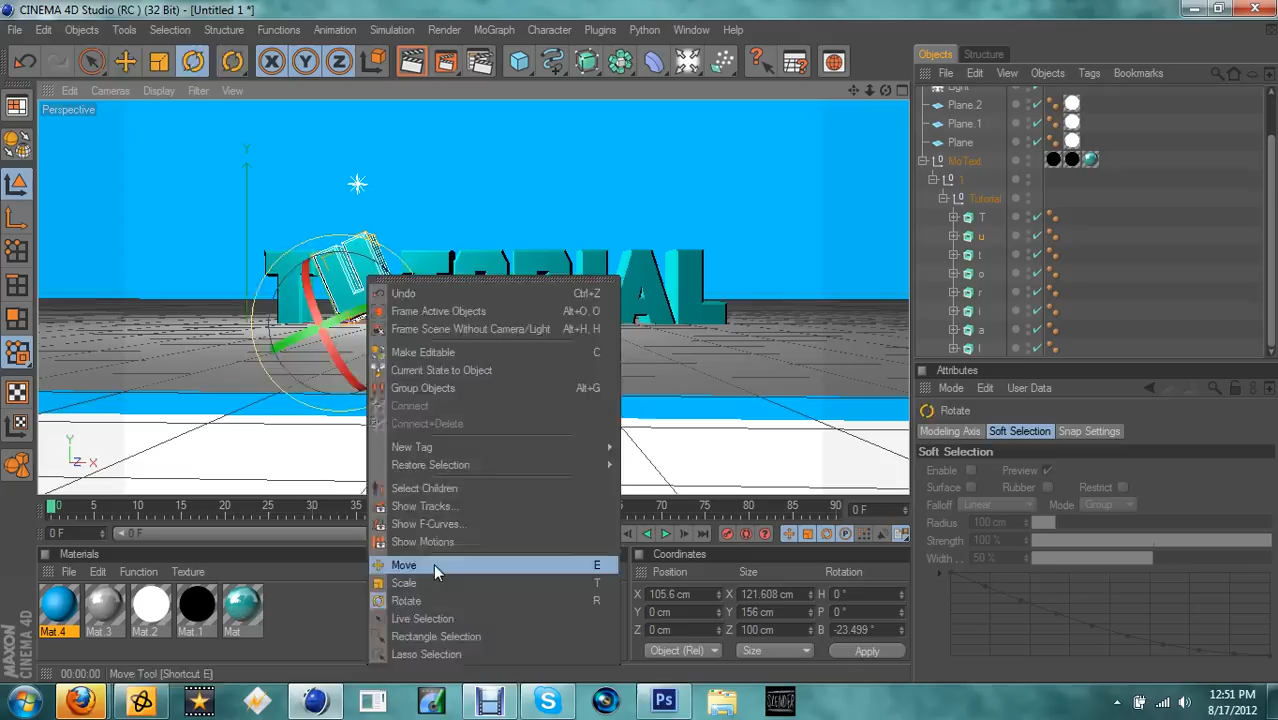 CINEMA 4D Studio (RC ) (32 Bit) - [Untitled 1 *]
File Edit Objects Tools Selection Structure Functions Animation Simulation Render MoGraph Character Plugins Python Window Help
X Y Z
Objects Structure
File Edit View Objects Tags Bookmarks
Edit Cameras Display Filter View
Perspective
Y
Light
Plane.2
Plane.1
Plane
MoText
1
Tutorial
T
u
t
o
r
i
a
l
TUTORIAL
Undo Ctrl+Z
Frame Active Objects Alt+O, O
Frame Scene Without Camera/Light Alt+H, H
Make Editable C
Current State to Object
Group Objects Alt+G
Connect
Connect+Delete
New Tag
Restore Selection
Select Children
Show Tracks...
Show F-Curves...
Show Motions
Move E
Scale T
Rotate R
Live Selection
Rectangle Selection
Lasso Selection
Y
Z X
Attributes
Mode Edit User Data
Rotate
Modeling Axis Soft Selection Snap Settings
Soft Selection
Enable Preview
Surface Rubber Restrict
Falloff Linear Mode Group
Radius 100 cm
Strength 100 %
Width . . 50 %
0 5 10 15 20 25 30 35 65 70 75 80 85 90
0 F
0 F 0 F
Materials
File Edit Function Texture
Mat.4 Mat.3 Mat.2 Mat.1 Mat
Coordinates
Position Size Rotation
X 105.6 cm X 121.608 cm H 0 °
Y 0 cm Y 156 cm P 0 °
Z 0 cm Z 100 cm B -23.499 °
Object (Rel) Size Apply
MAXON
CINEMA 4D
00:00:00 Move Tool [Shortcut E]
S
Ps
SLENDER
12:51 PM
8/17/2012